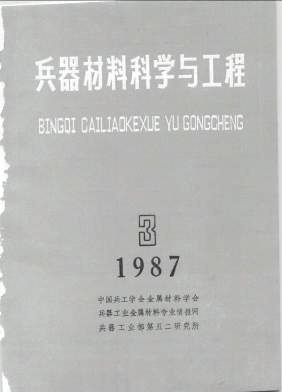 兵器材料科学与工程
BINGQI CAILIAOKEXUE YU GONGCHENG
3
1987
中国兵工学会金属材料学会
兵器工业金属材料专业情报网
兵器工业部第五二研究所